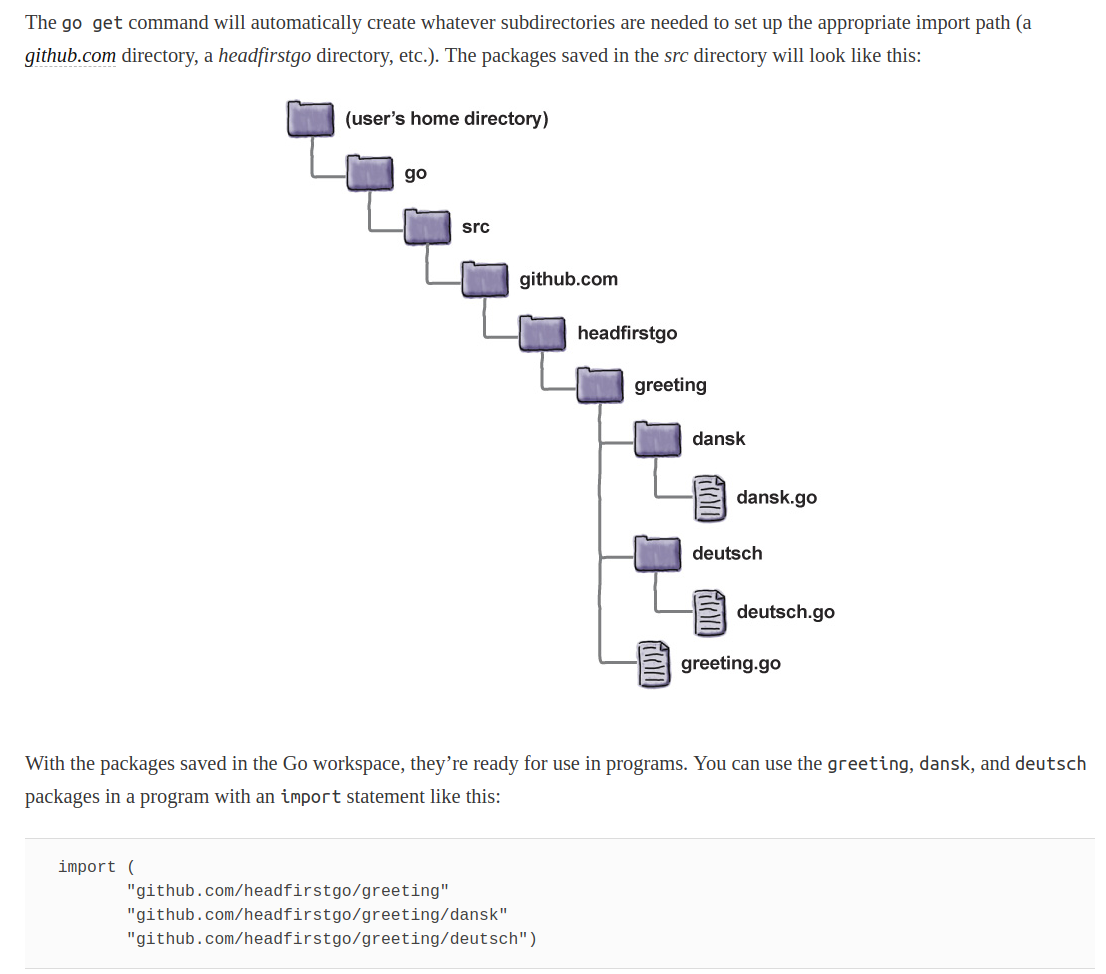 The go get command will automatically create whatever subdirectories are needed to set up the appropriate import path (a
github.com directory, a headfirstgo directory, etc.). The packages saved in the src directory will look like this:
(user’s home directory)
go
src
github.com
headfirstgo
greeting
dansk
dansk.go
deutsch
deutsch.go
greeting.go
With the packages saved in the Go workspace, they’re ready for use in programs. You can use the greeting, dansk, and deutsch
packages in a program with an import statement like this:
import (
"github.com/headfirstgo/greeting"
"github.com/headfirstgo/greeting/dansk"
"github.com/headfirstgo/greeting/deutsch")